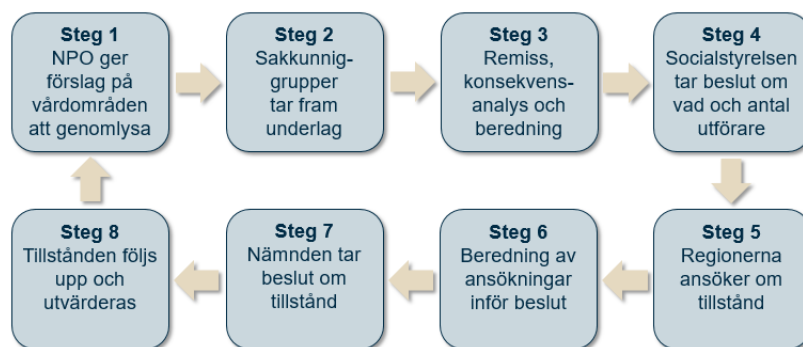 Steg 1
NPO ger
förslag på
vårdområden
att genomlysa
Steg 2
Sakkunnig-
grupper
tar fram
underlag
Steg 3
Remiss,
konsekvens-
analys och
beredning
Steg 4
Socialstyrelsen
tar beslut om
vad och antal
utförare
Steg 5
Regionerna
ansöker om
tillstånd
Steg 6
Beredning av
ansökningar
inför beslut
Steg 7
Nämnden tar
beslut om
tillstånd
Steg 8
Tillstånden följs
upp och
utvärderas